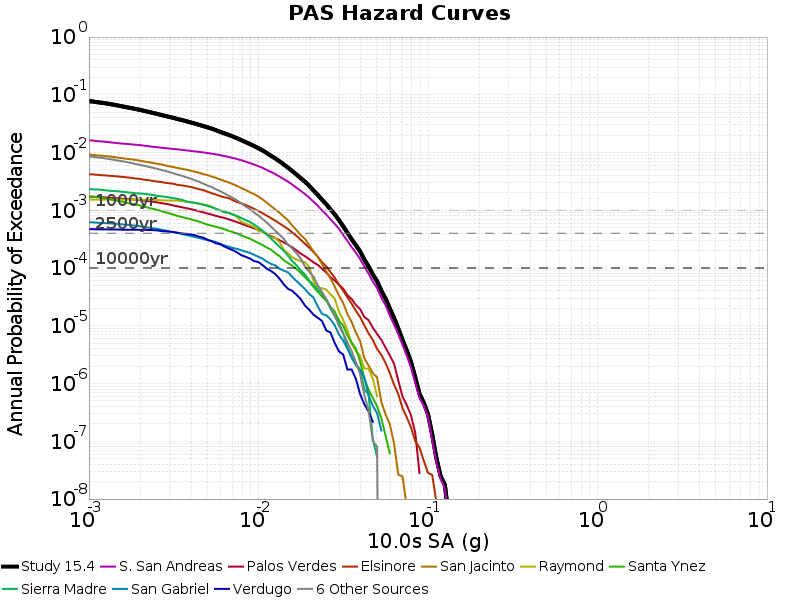 PAS Hazard Curves
Annual Probability of Exceedance
10^0
10^-1
10^-2
10^-3
10^-4
10^-5
10^-6
10^-7
10^-8
1000yr
2500yr
10000yr
10^-3 10^-2 10^-1 10^0 10^1
10.0s SA (g)
Study 15.4 S. San Andreas Palos Verdes Elsinore San Jacinto Raymond Santa Ynez
Sierra Madre San Gabriel Verdugo 6 Other Sources